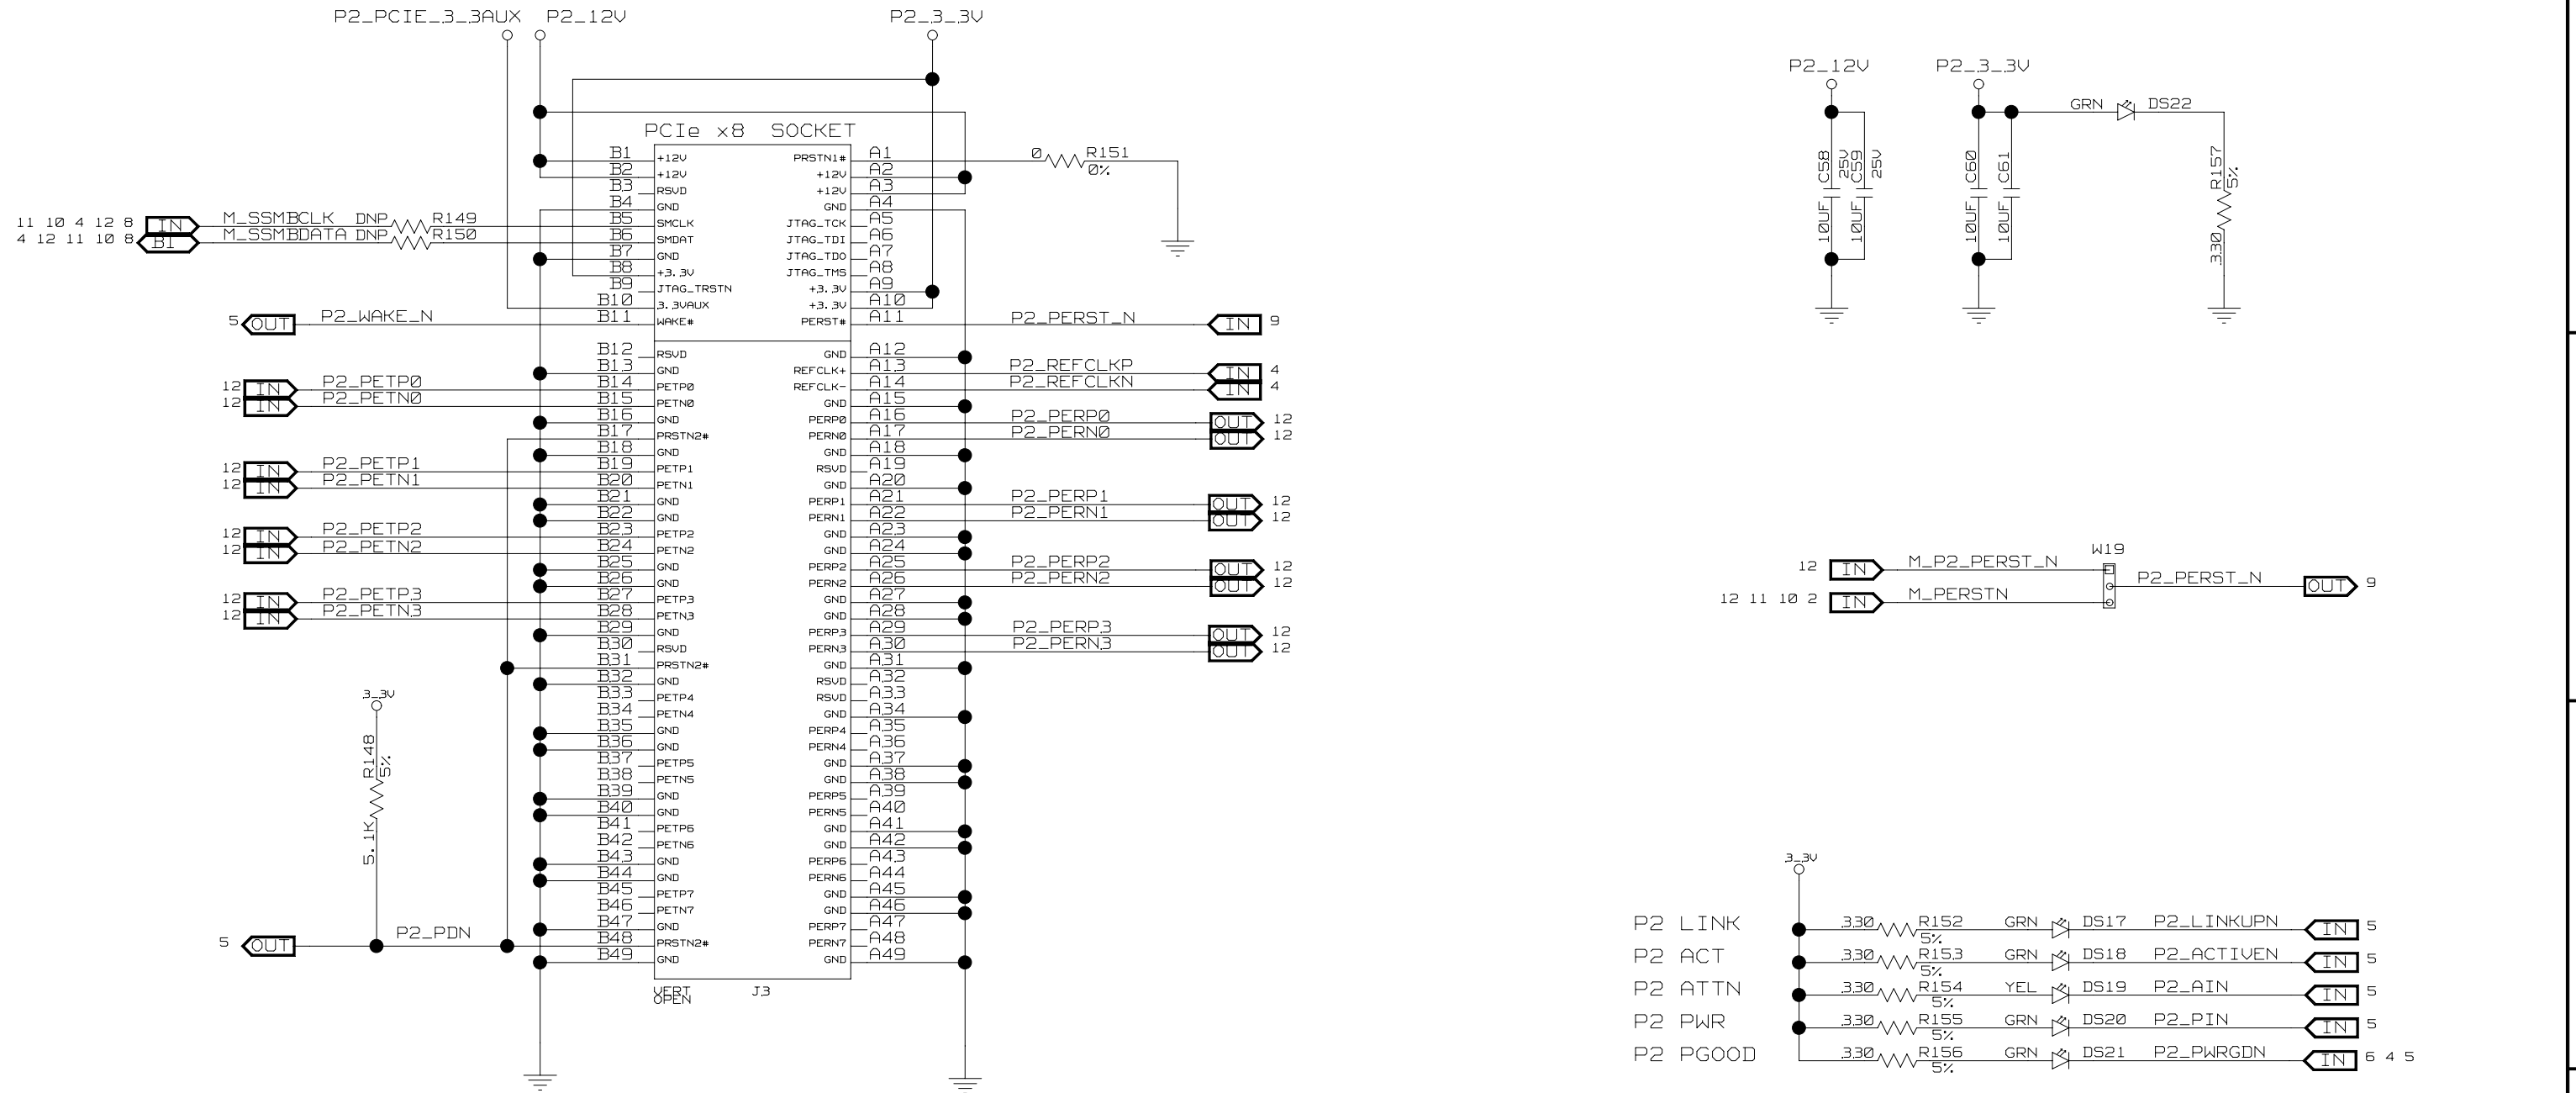 P2_PCIE_3_3AUX P2_12V P2_3_3V
P2_12V P2_3_3V
GRN DS22
C58 25V 10UF
C59 25V 10UF
C60 10UF
C61 10UF
R157 5% 330
PCIe x8 SOCKET
B1 +12V PRSTN1# A1 0 R151 0%
B2 +12V +12V A2
B3 RSVD +12V A3
B4 GND GND A4
11 10 4 12 8 IN M_SSMBCLK DNP R149 B5 SMCLK JTAG_TCK A5
4 12 11 10 8 BI M_SSMBDATA DNP R150 B6 SMDAT JTAG_TDI A6
B7 GND JTAG_TDO A7
B8 +3.3V JTAG_TMS A8
B9 JTAG_TRSTN +3.3V A9
B10 3.3VAUX +3.3V A10
5 OUT P2_WAKE_N B11 WAKE# PERST# A11 P2_PERST_N IN 9
B12 RSVD GND A12
B13 GND REFCLK+ A13 P2_REFCLKP IN 4
12 IN P2_PETP0 B14 PETP0 REFCLK- A14 P2_REFCLKN IN 4
12 IN P2_PETN0 B15 PETN0 GND A15
B16 GND PERP0 A16 P2_PERP0 OUT 12
B17 PRSTN2# PERN0 A17 P2_PERN0 OUT 12
B18 GND GND A18
12 IN P2_PETP1 B19 PETP1 RSVD A19
12 IN P2_PETN1 B20 PETN1 GND A20
B21 GND PERP1 A21 P2_PERP1 OUT 12
B22 GND PERN1 A22 P2_PERN1 OUT 12
12 IN P2_PETP2 B23 PETP2 GND A23
12 IN P2_PETN2 B24 PETN2 GND A24
B25 GND PERP2 A25 P2_PERP2 OUT 12
B26 GND PERN2 A26 P2_PERN2 OUT 12
12 IN P2_PETP3 B27 PETP3 GND A27
12 IN P2_PETN3 B28 PETN3 GND A28
B29 GND PERP3 A29 P2_PERP3 OUT 12
B30 RSVD PERN3 A30 P2_PERN3 OUT 12
B31 PRSTN2# GND A31
B32 GND RSVD A32
B33 PETP4 RSVD A33
B34 PETN4 GND A34
B35 GND PERP4 A35
B36 GND PERN4 A36
B37 PETP5 GND A37
B38 PETN5 GND A38
B39 GND PERP5 A39
B40 GND PERN5 A40
B41 PETP6 GND A41
B42 PETN6 GND A42
B43 GND PERP6 A43
B44 GND PERN6 A44
B45 PETP7 GND A45
B46 PETN7 GND A46
B47 GND PERP7 A47
5 OUT P2_PDN B48 PRSTN2# PERN7 A48
B49 GND GND A49
VERT
OPEN
J3
3_3V
R148 5% 5.1K
W19
12 IN M_P2_PERST_N
P2_PERST_N OUT 9
12 11 10 2 IN M_PERSTN
3_3V
P2 LINK 330 R152 5% GRN DS17 P2_LINKUPN IN 5
P2 ACT 330 R153 5% GRN DS18 P2_ACTIVEN IN 5
P2 ATTN 330 R154 5% YEL DS19 P2_AIN IN 5
P2 PWR 330 R155 5% GRN DS20 P2_PIN IN 5
P2 PGOOD 330 R156 5% GRN DS21 P2_PWRGDN IN 6 4 5